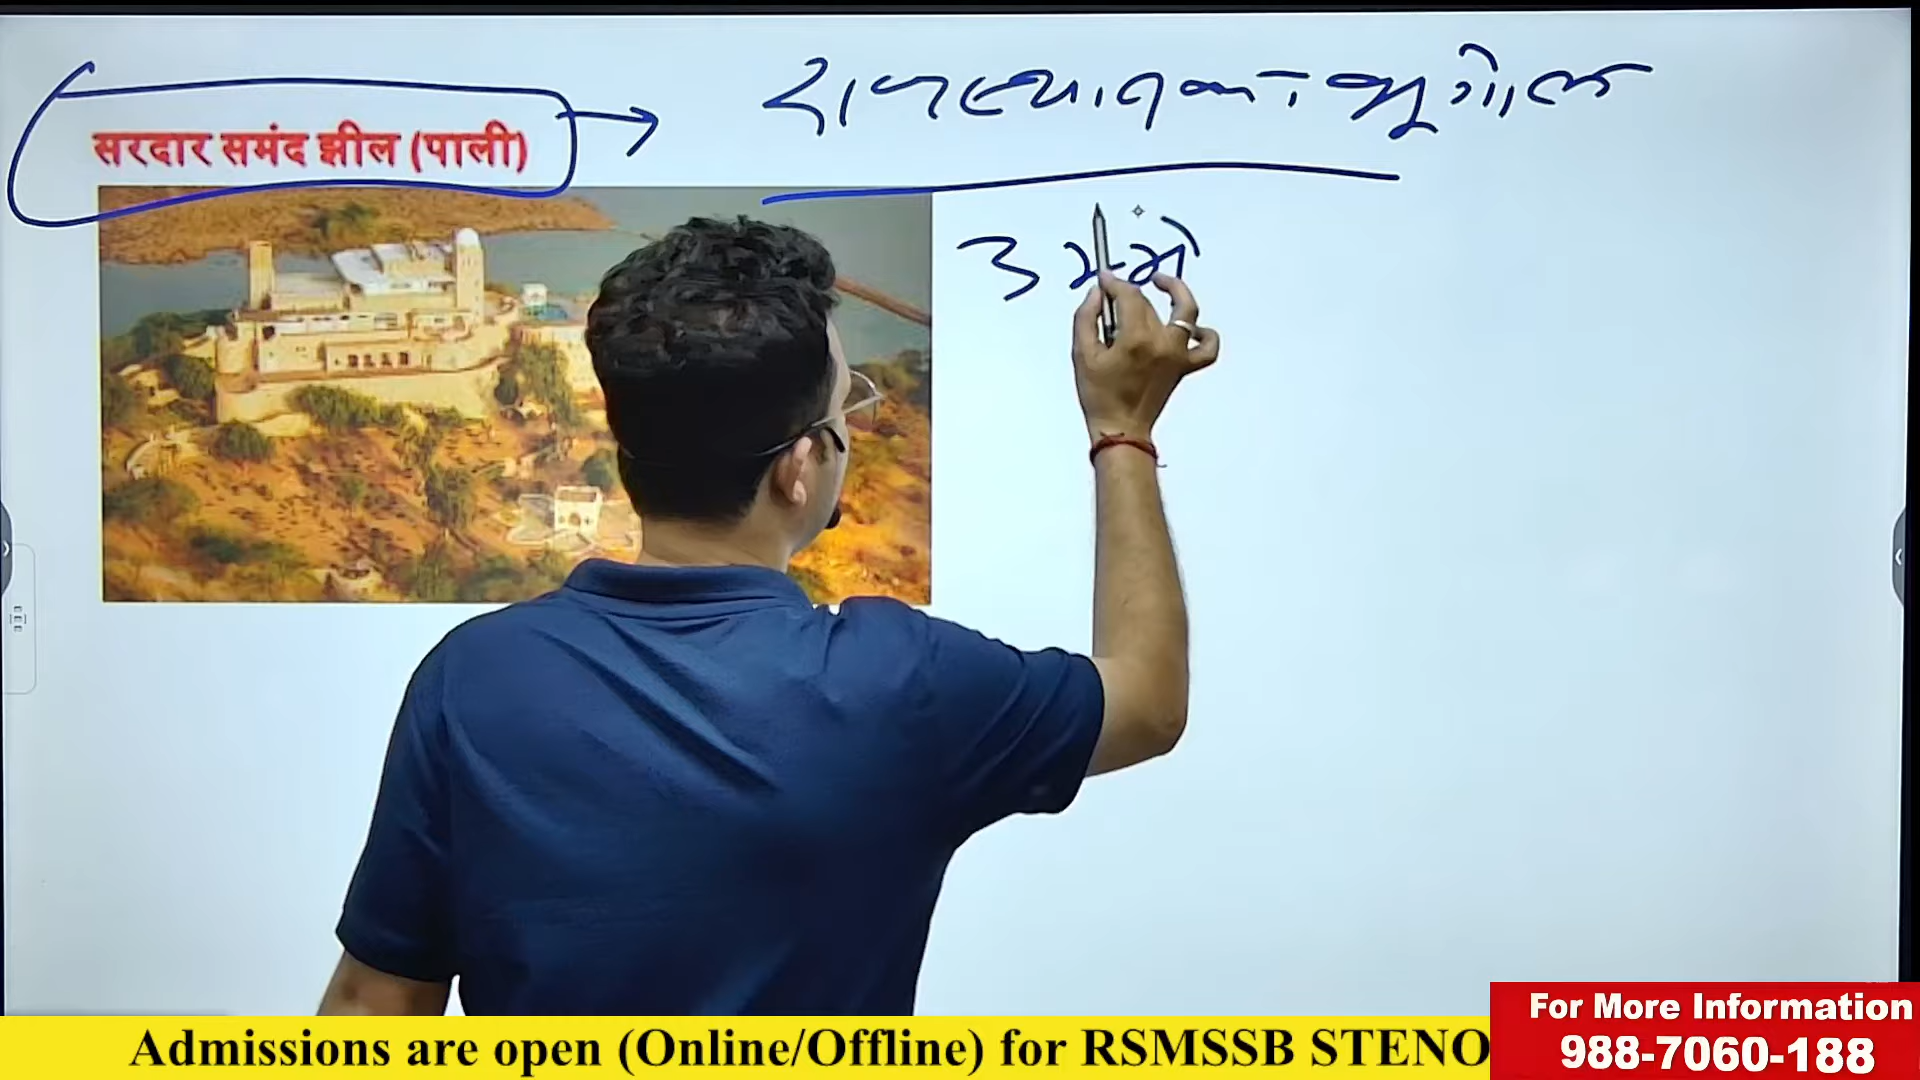 राजस्थान का भूगोल
सरदार समंद झील (पाली)
Admissions are open (Online/Offline) for RSMSSB STENO
For More Information
988-7060-188